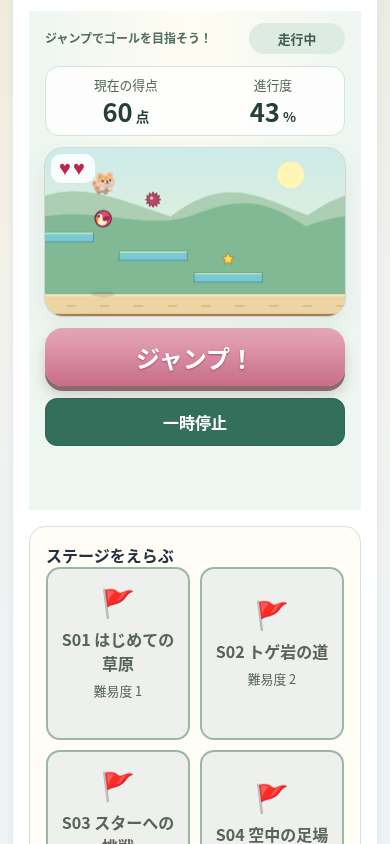 ジャンプでゴールを目指そう！
走行中
現在の得点
進行度
60 点
43 %
ジャンプ！
一時停止
ステージをえらぶ
S01 はじめての
草原
難易度 1
S02 トゲ岩の道
難易度 2
S03 スターへの
挑戦
S04 空中の足場